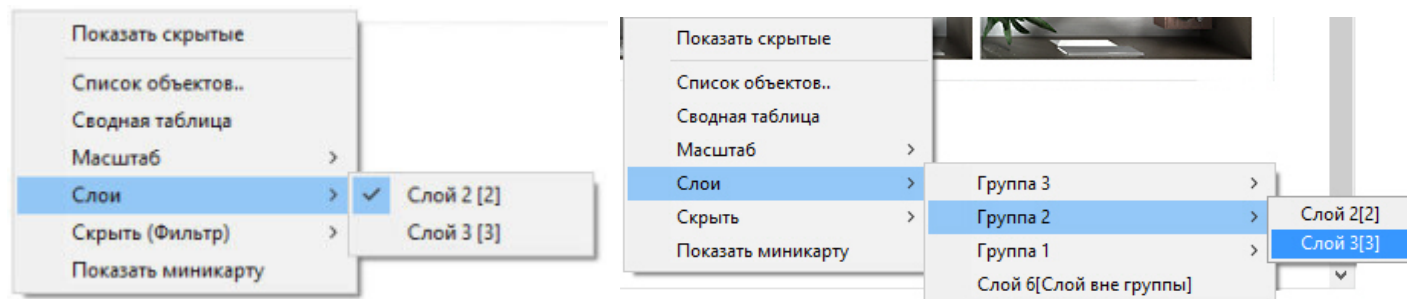 Показать скрытые
Список объектов..
Сводная таблица
Масштаб
Слои
Скрыть (Фильтр)
Показать миникарту
Слой 2 [2]
Слой 3 [3]
Показать скрытые
Список объектов..
Сводная таблица
Масштаб
Слои
Скрыть
Показать миникарту
Группа 3
Группа 2
Группа 1
Слой 6[Слой вне группы]
Слой 2[2]
Слой 3[3]